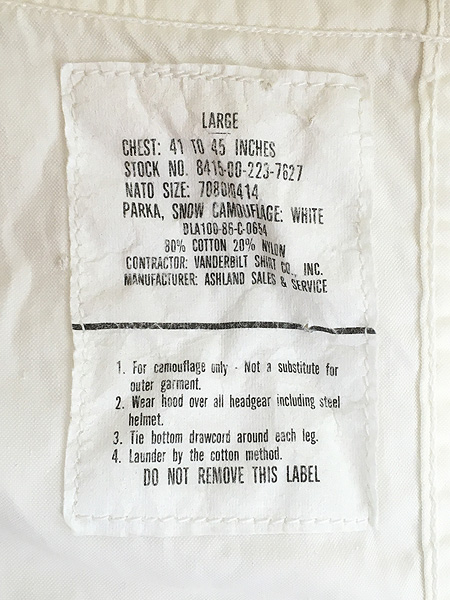 LARGE
CHEST: 41 TO 45 INCHES
STOCK NO. 8415-00-223-7627
NATO SIZE: 7080/0414
PARKA, SNOW CAMOUFLAGE: WHITE
DLA100-86-C-0654
80% COTTON 20% NYLON
CONTRACTOR: VANDERBILT SHIRT CO., INC.
MANUFACTURER: ASHLAND SALES & SERVICE
1. For camouflage only - Not a substitute for
outer garment.
2. Wear hood over all headgear including steel
helmet.
3. Tie bottom drawcord around each leg.
4. Launder by the cotton method.
DO NOT REMOVE THIS LABEL